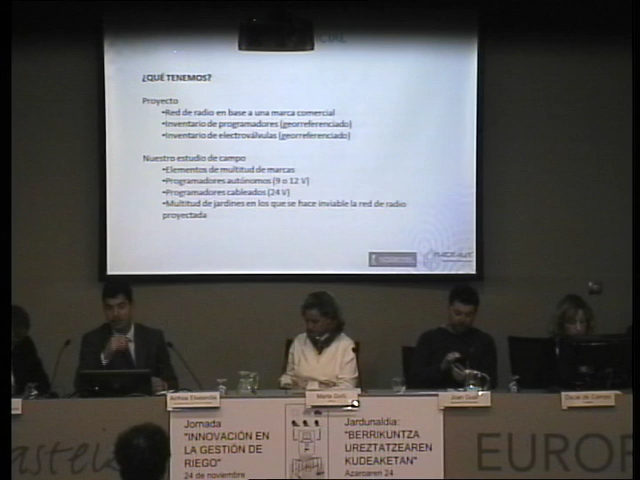 ¿QUÉ TENEMOS?
Proyecto
•Red de radio en base a una marca comercial
•Inventario de programadores (georreferenciado)
•Inventario de electroválvulas (georreferenciado)
Nuestro estudio de campo
•Elementos de multitud de marcas
•Programadores autónomos (9 o 12 V)
•Programadores cableados (24 V)
•Multitud de jardines en los que se hace inviable la red de radio
proyectada
Jornada
"INNOVACIÓN EN
LA GESTIÓN DE
RIEGO"
24 de noviembre
Jardunaldia:
"BERRIKUNTZA
UREZTATZEAREN
KUDEAKETAN"
Azaroaren 24
EUROP